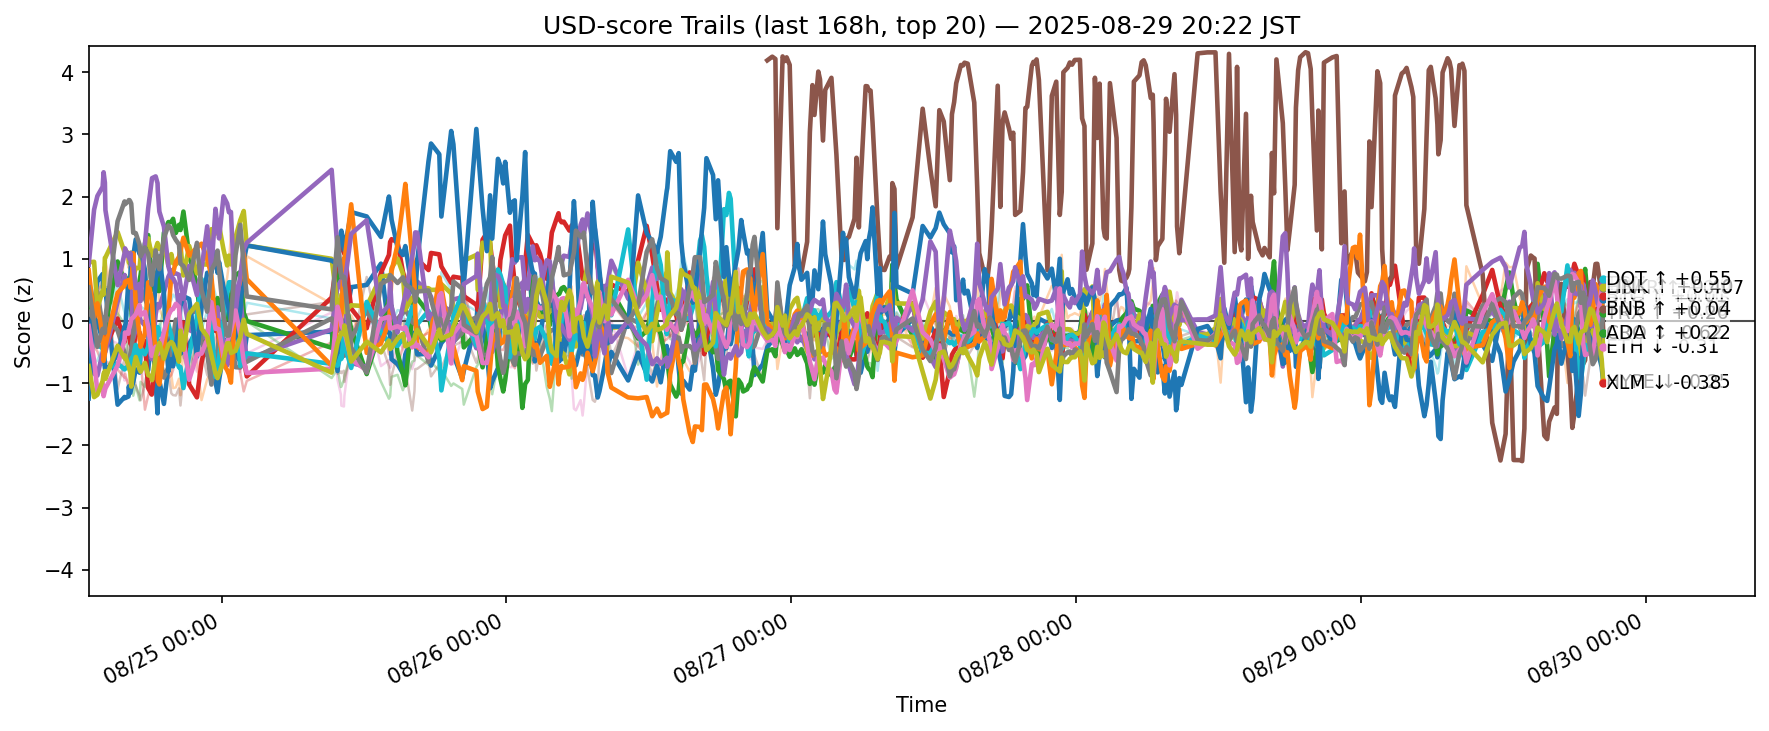 USD-score Trails (last 168h, top 20) — 2025-08-29 20:22 JST
Score (z)
4
3
2
1
0
−1
−2
−3
−4
DOT ↑ +0.55
BNB ↑ +0.04
ADA ↑ +0.22
ETH ↓ -0.31
XLM ↓ -0.38
08/25 00:00
08/26 00:00
08/27 00:00
08/28 00:00
08/29 00:00
08/30 00:00
Time